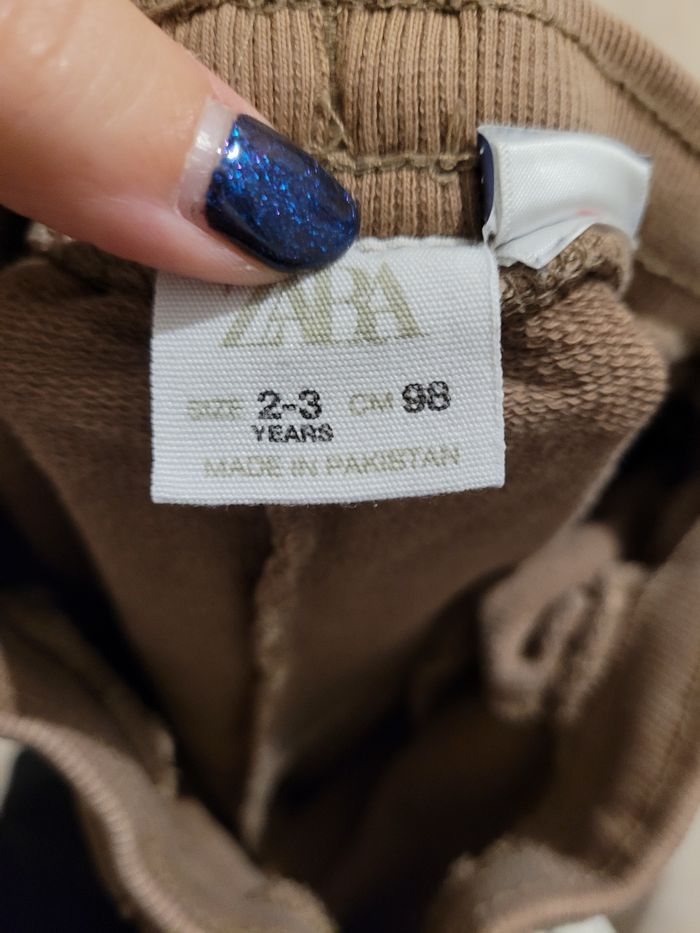 ZARA
SIZE 2-3 CM 98
YEARS
MADE IN PAKISTAN